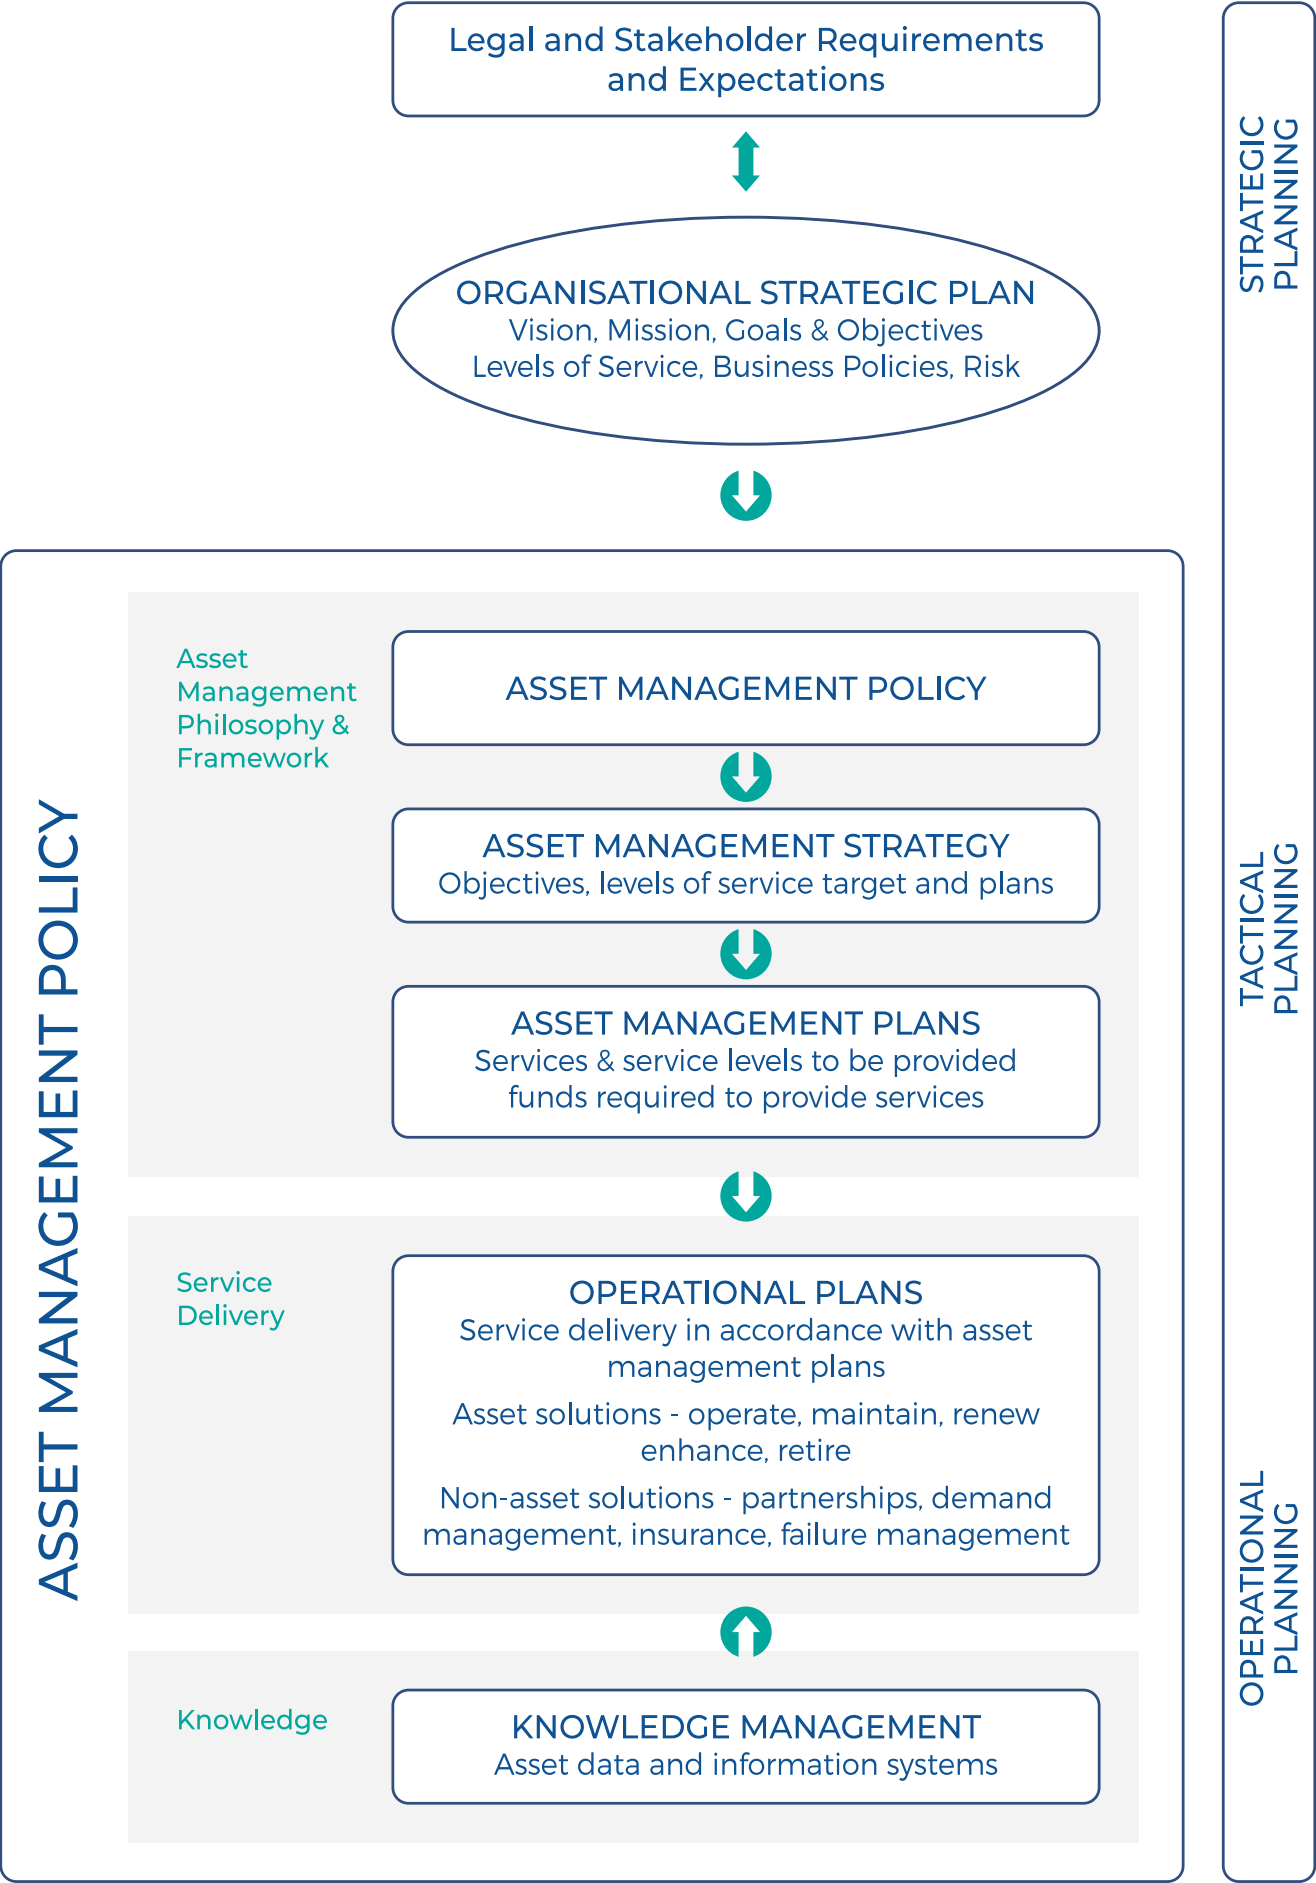 Legal and Stakeholder Requirements
and Expectations
STRATEGIC
PLANNING
ORGANISATIONAL STRATEGIC PLAN
Vision, Mission, Goals & Objectives
Levels of Service, Business Policies, Risk
ASSET MANAGEMENT POLICY
Asset
Management
Philosophy &
Framework
ASSET MANAGEMENT POLICY
ASSET MANAGEMENT STRATEGY
Objectives, levels of service target and plans
TACTICAL
PLANNING
ASSET MANAGEMENT PLANS
Services & service levels to be provided
funds required to provide services
Service
Delivery
OPERATIONAL PLANS
Service delivery in accordance with asset
management plans
Asset solutions - operate, maintain, renew
enhance, retire
Non-asset solutions - partnerships, demand
management, insurance, failure management
OPERATIONAL
PLANNING
Knowledge
KNOWLEDGE MANAGEMENT
Asset data and information systems